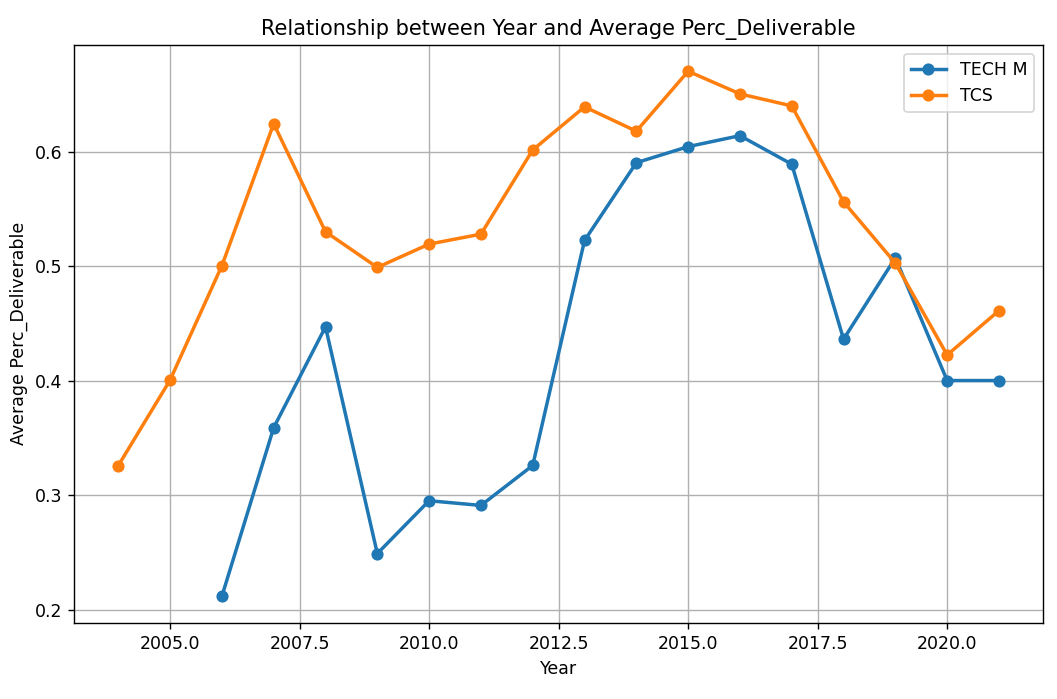 Relationship between Year and Average Perc_Deliverable
TECH M
TCS
Average Perc_Deliverable
0.6
0.5
0.4
0.3
0.2
2005.0 2007.5 2010.0 2012.5 2015.0 2017.5 2020.0
Year